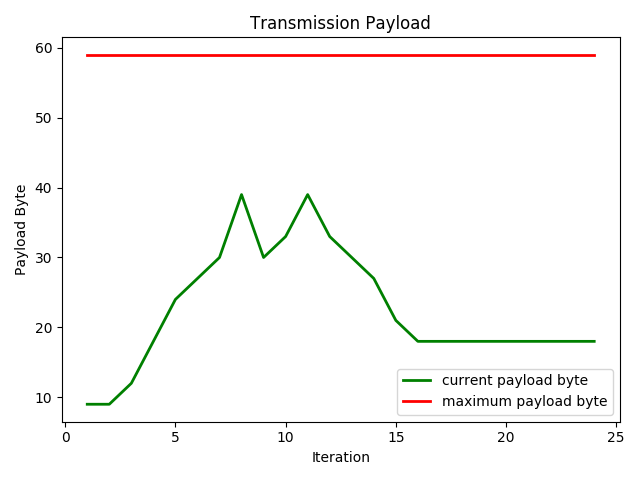 Transmission Payload
60
50
40
30
20
10
Payload Byte
0
5
10
15
20
25
Iteration
current payload byte
maximum payload byte